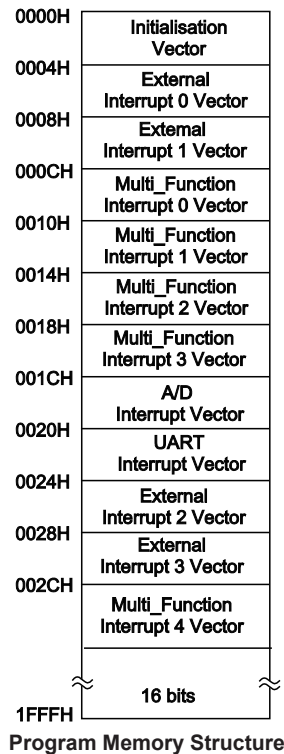 0000H
Initialisation
Vector
0004H
External
Interrupt 0 Vector
0008H
External
Interrupt 1 Vector
000CH
Multi_Function
Interrupt 0 Vector
0010H
Multi_Function
Interrupt 1 Vector
0014H
Multi_Function
Interrupt 2 Vector
0018H
Multi_Function
Interrupt 3 Vector
001CH
A/D
Interrupt Vector
0020H
UART
Interrupt Vector
0024H
External
Interrupt 2 Vector
0028H
External
Interrupt 3 Vector
002CH
Multi_Function
Interrupt 4 Vector
16 bits
1FFFH
Program Memory Structure